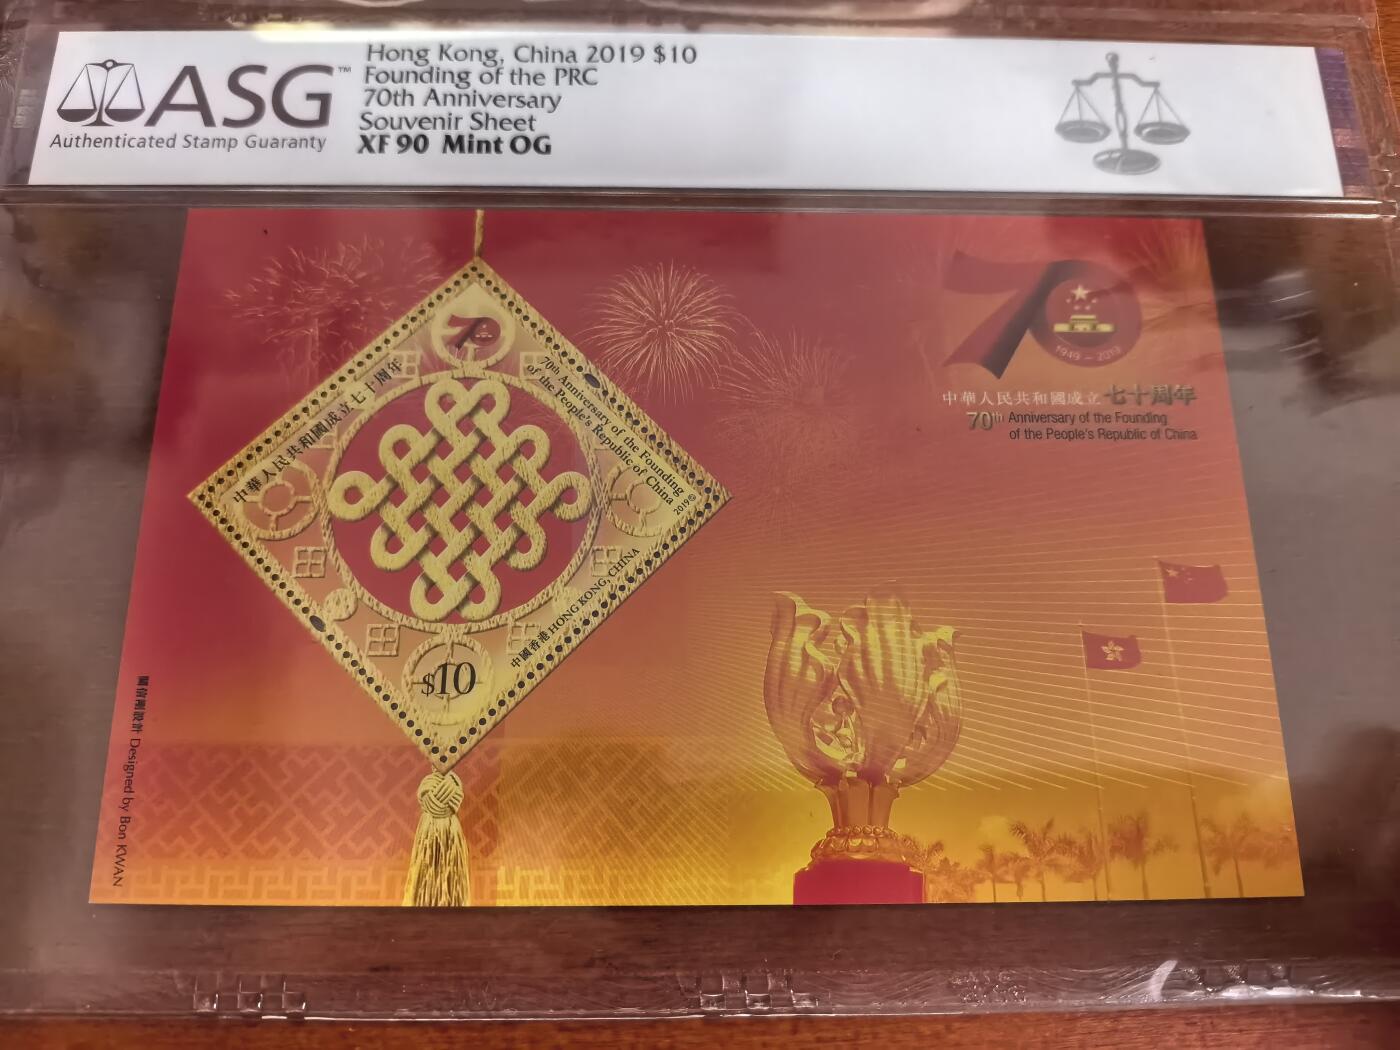 ASG™
Authenticated Stamp Guaranty
Hong Kong, China 2019 $10
Founding of the PRC
70th Anniversary
Souvenir Sheet
XF 90 Mint OG
70
中華人民共和國成立七十周年
70th Anniversary of the Founding
of the People's Republic of China
2019©
中國香港 HONG KONG, CHINA
$10
70
1949 – 2019
中華人民共和國成立七十周年
70th Anniversary of the Founding
of the People's Republic of China
關信剛設計 Designed by Bon KWAN